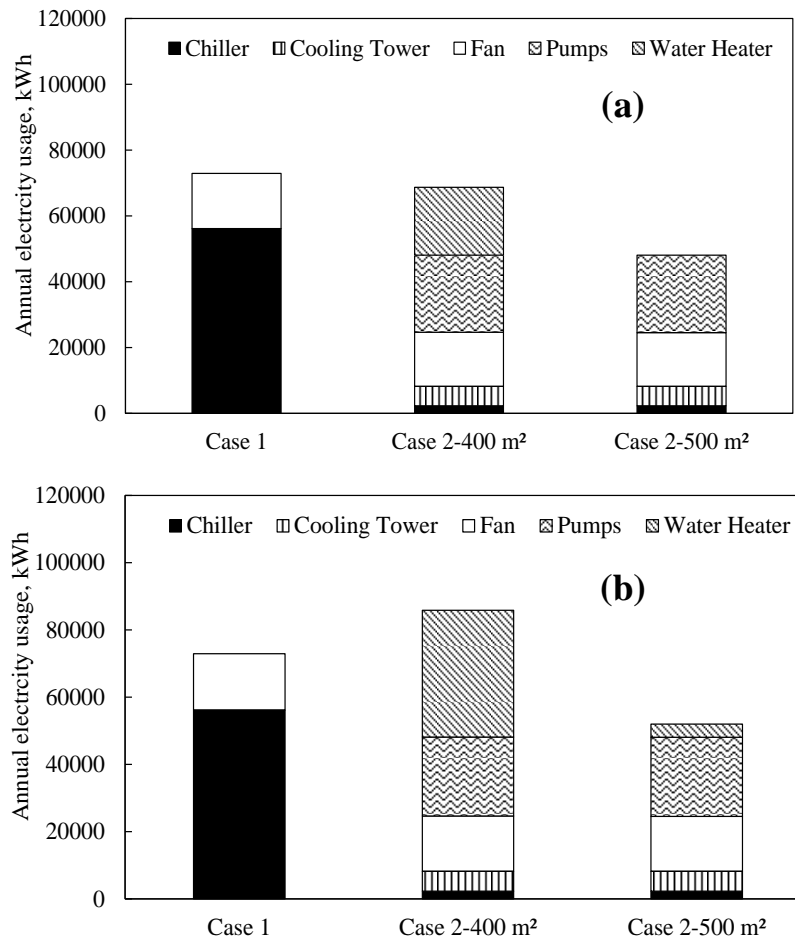 120000
Chiller Cooling Tower Fan Pumps Water Heater
100000
(a)
80000
60000
40000
20000
0
Annual electrcity usage, kWh
Case 1 Case 2-400 m² Case 2-500 m²
120000
Chiller Cooling Tower Fan Pumps Water Heater
100000
(b)
80000
60000
40000
20000
0
Annual electrcity usage, kWh
Case 1 Case 2-400 m² Case 2-500 m²